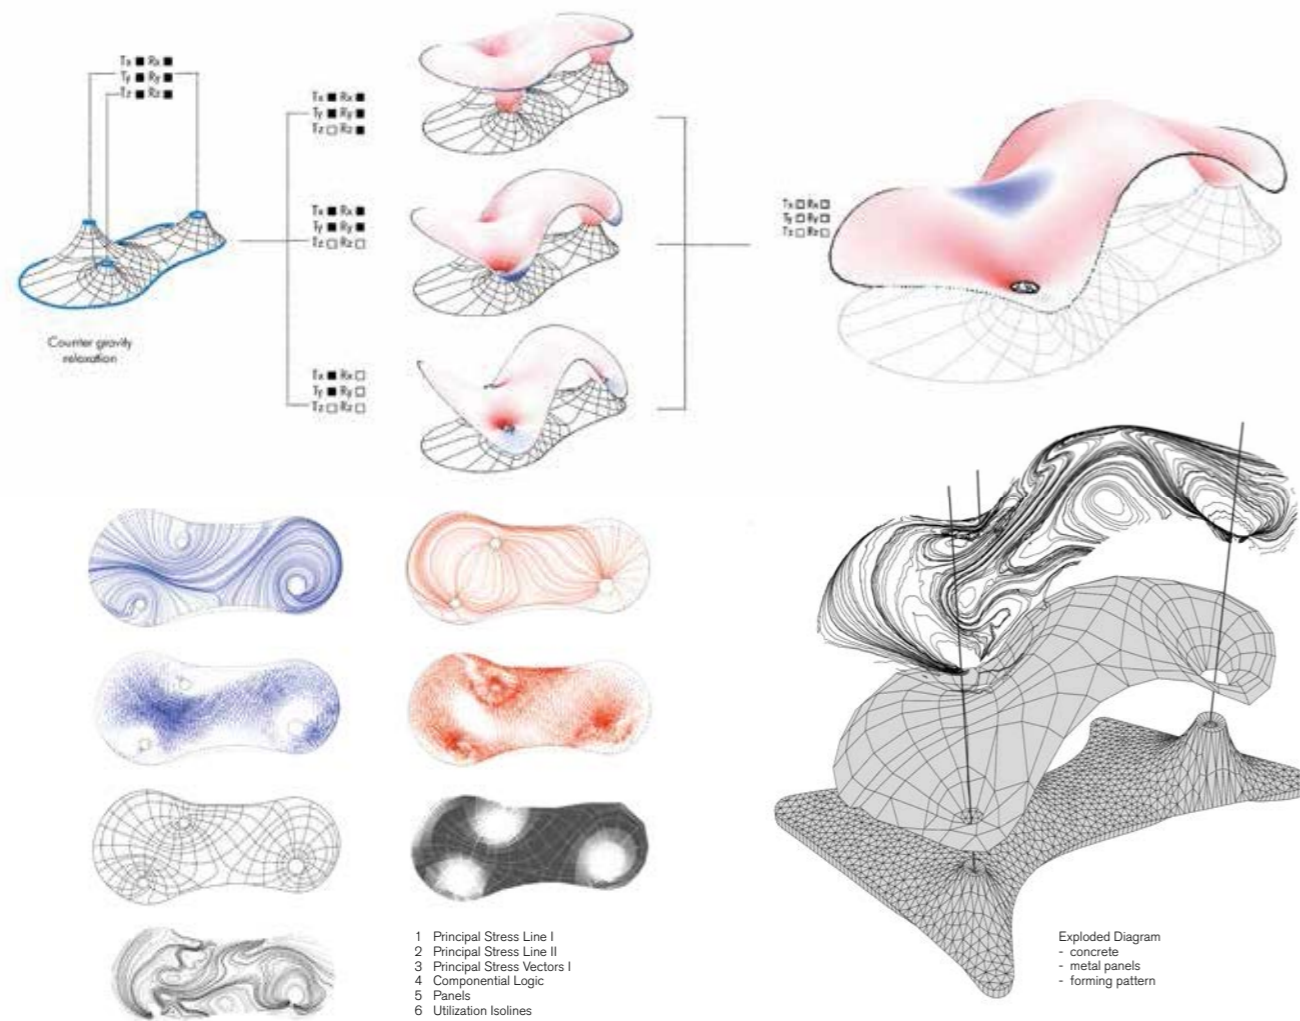 Tx ■ Rx ■
Ty ■ Ry ■
Tz ■ Rz ■
Counter gravity
relaxation
Tx ■ Rx ■
Ty ■ Ry ■
Tz □ Rz ■
Tx ■ Rx ■
Ty ■ Ry ■
Tz □ Rz □
Tx ■ Rx □
Ty ■ Ry □
Tz □ Rz □
Tx □ Rx □
Ty □ Ry □
Tz □ Rz □
1 Principal Stress Line I
2 Principal Stress Line II
3 Principal Stress Vectors I
4 Componential Logic
5 Panels
6 Utilization Isolines
Exploded Diagram
- concrete
- metal panels
- forming pattern